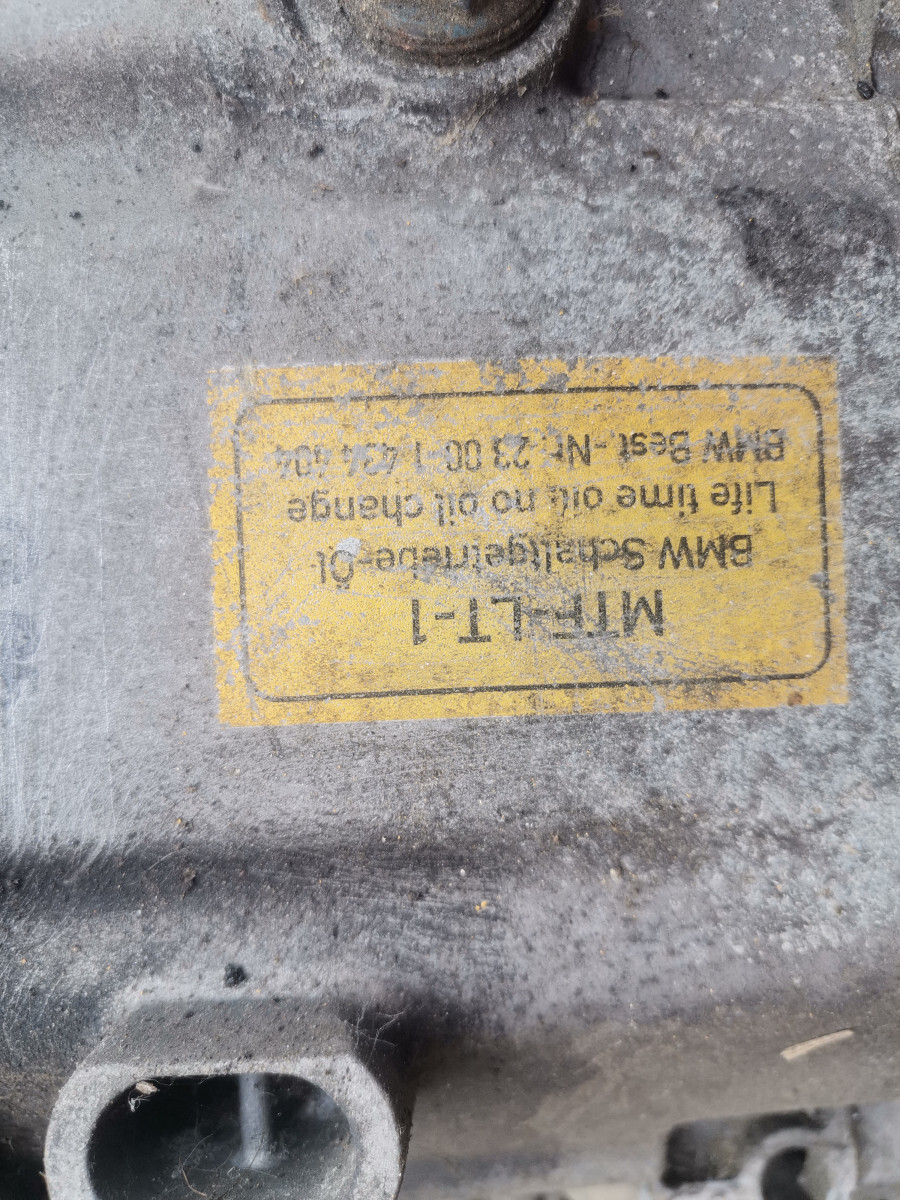 MTF-LT-1
BMW Schaltgetriebe-Öl
Life time oil, no oil change
BMW Best.-Nr. 23 00-1 434 404